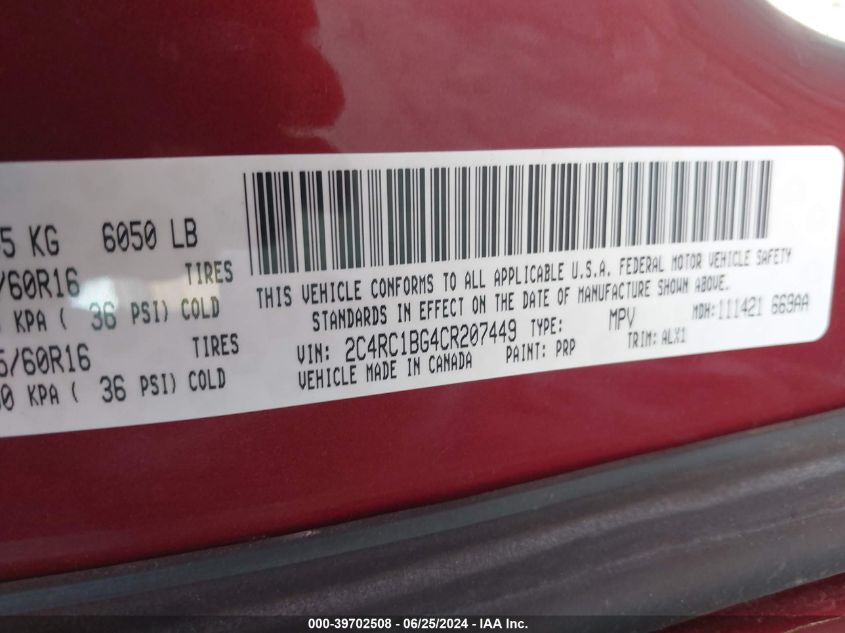 5 KG 6050 LB
/60R16 TIRES
KPA ( 36 PSI) COLD
5/60R16 TIRES
0 KPA ( 36 PSI) COLD
THIS VEHICLE CONFORMS TO ALL APPLICABLE U.S.A. FEDERAL MOTOR VEHICLE SAFETY
STANDARDS IN EFFECT ON THE DATE OF MANUFACTURE SHOWN ABOVE.
VIN: 2C4RC1BG4CR207449 TYPE: MPV MDH:111421 669AA
VEHICLE MADE IN CANADA PAINT: PRP TRIM: ALX1
000-39702508 - 06/25/2024 - IAA Inc.